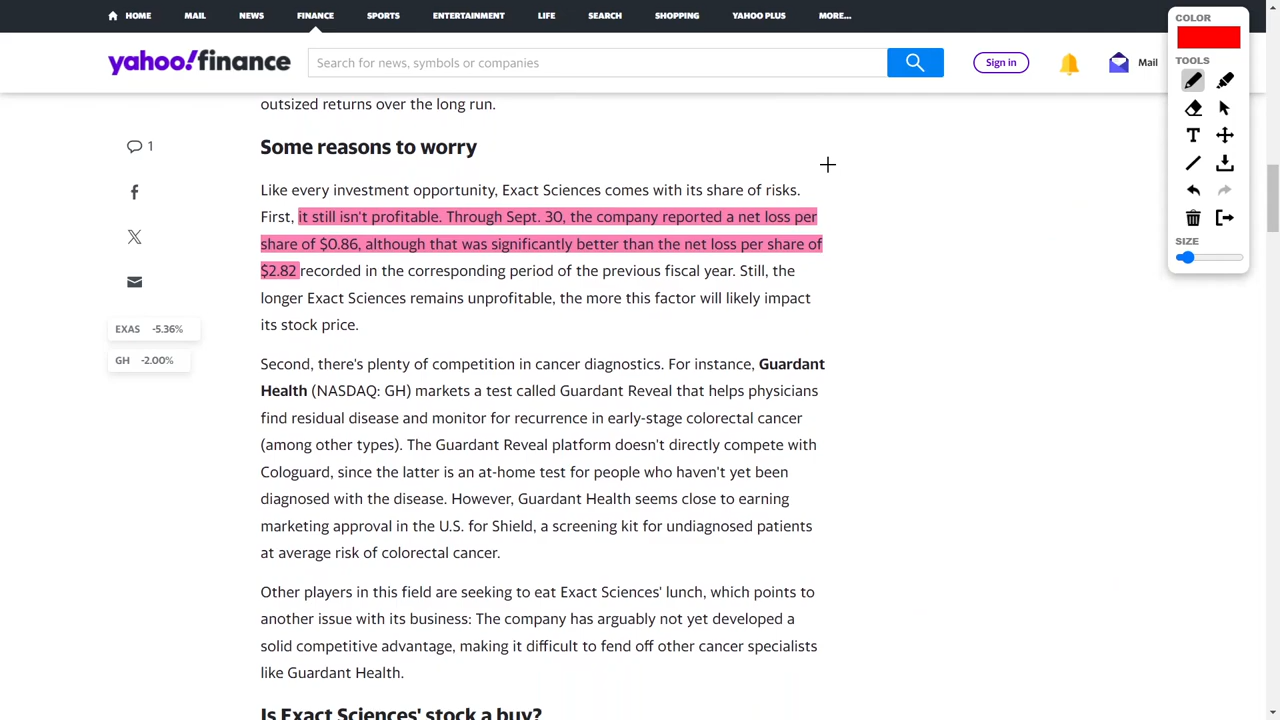 HOME MAIL NEWS FINANCE SPORTS ENTERTAINMENT LIFE SEARCH SHOPPING YAHOO PLUS MORE...
yahoo!finance Search for news, symbols or companies Sign in Mail
COLOR
TOOLS
T
SIZE
outsized returns over the long run.
1
Some reasons to worry
Like every investment opportunity, Exact Sciences comes with its share of risks.
First, it still isn't profitable. Through Sept. 30, the company reported a net loss per
share of $0.86, although that was significantly better than the net loss per share of
$2.82 recorded in the corresponding period of the previous fiscal year. Still, the
longer Exact Sciences remains unprofitable, the more this factor will likely impact
its stock price.
EXAS -5.36%
GH -2.00%
Second, there's plenty of competition in cancer diagnostics. For instance, Guardant
Health (NASDAQ: GH) markets a test called Guardant Reveal that helps physicians
find residual disease and monitor for recurrence in early-stage colorectal cancer
(among other types). The Guardant Reveal platform doesn't directly compete with
Cologuard, since the latter is an at-home test for people who haven't yet been
diagnosed with the disease. However, Guardant Health seems close to earning
marketing approval in the U.S. for Shield, a screening kit for undiagnosed patients
at average risk of colorectal cancer.
Other players in this field are seeking to eat Exact Sciences' lunch, which points to
another issue with its business: The company has arguably not yet developed a
solid competitive advantage, making it difficult to fend off other cancer specialists
like Guardant Health.
Is Exact Sciences' stock a buy?